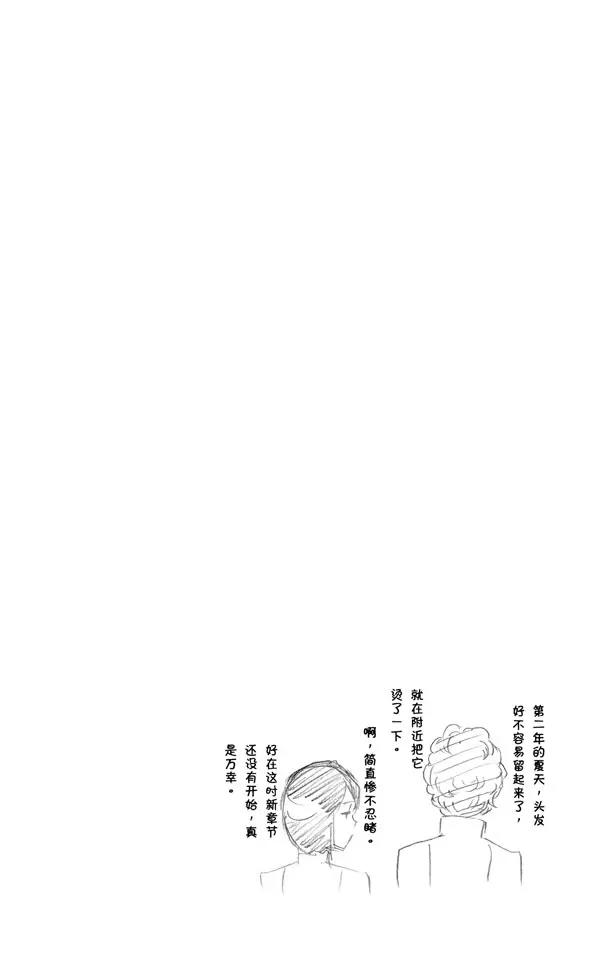 第二年的夏天，头发
好不容易留起来了，
就在附近把它
烫了一下。
啊，简直惨不忍睹。
好在这时新章节
还没有开始，真
是万幸。